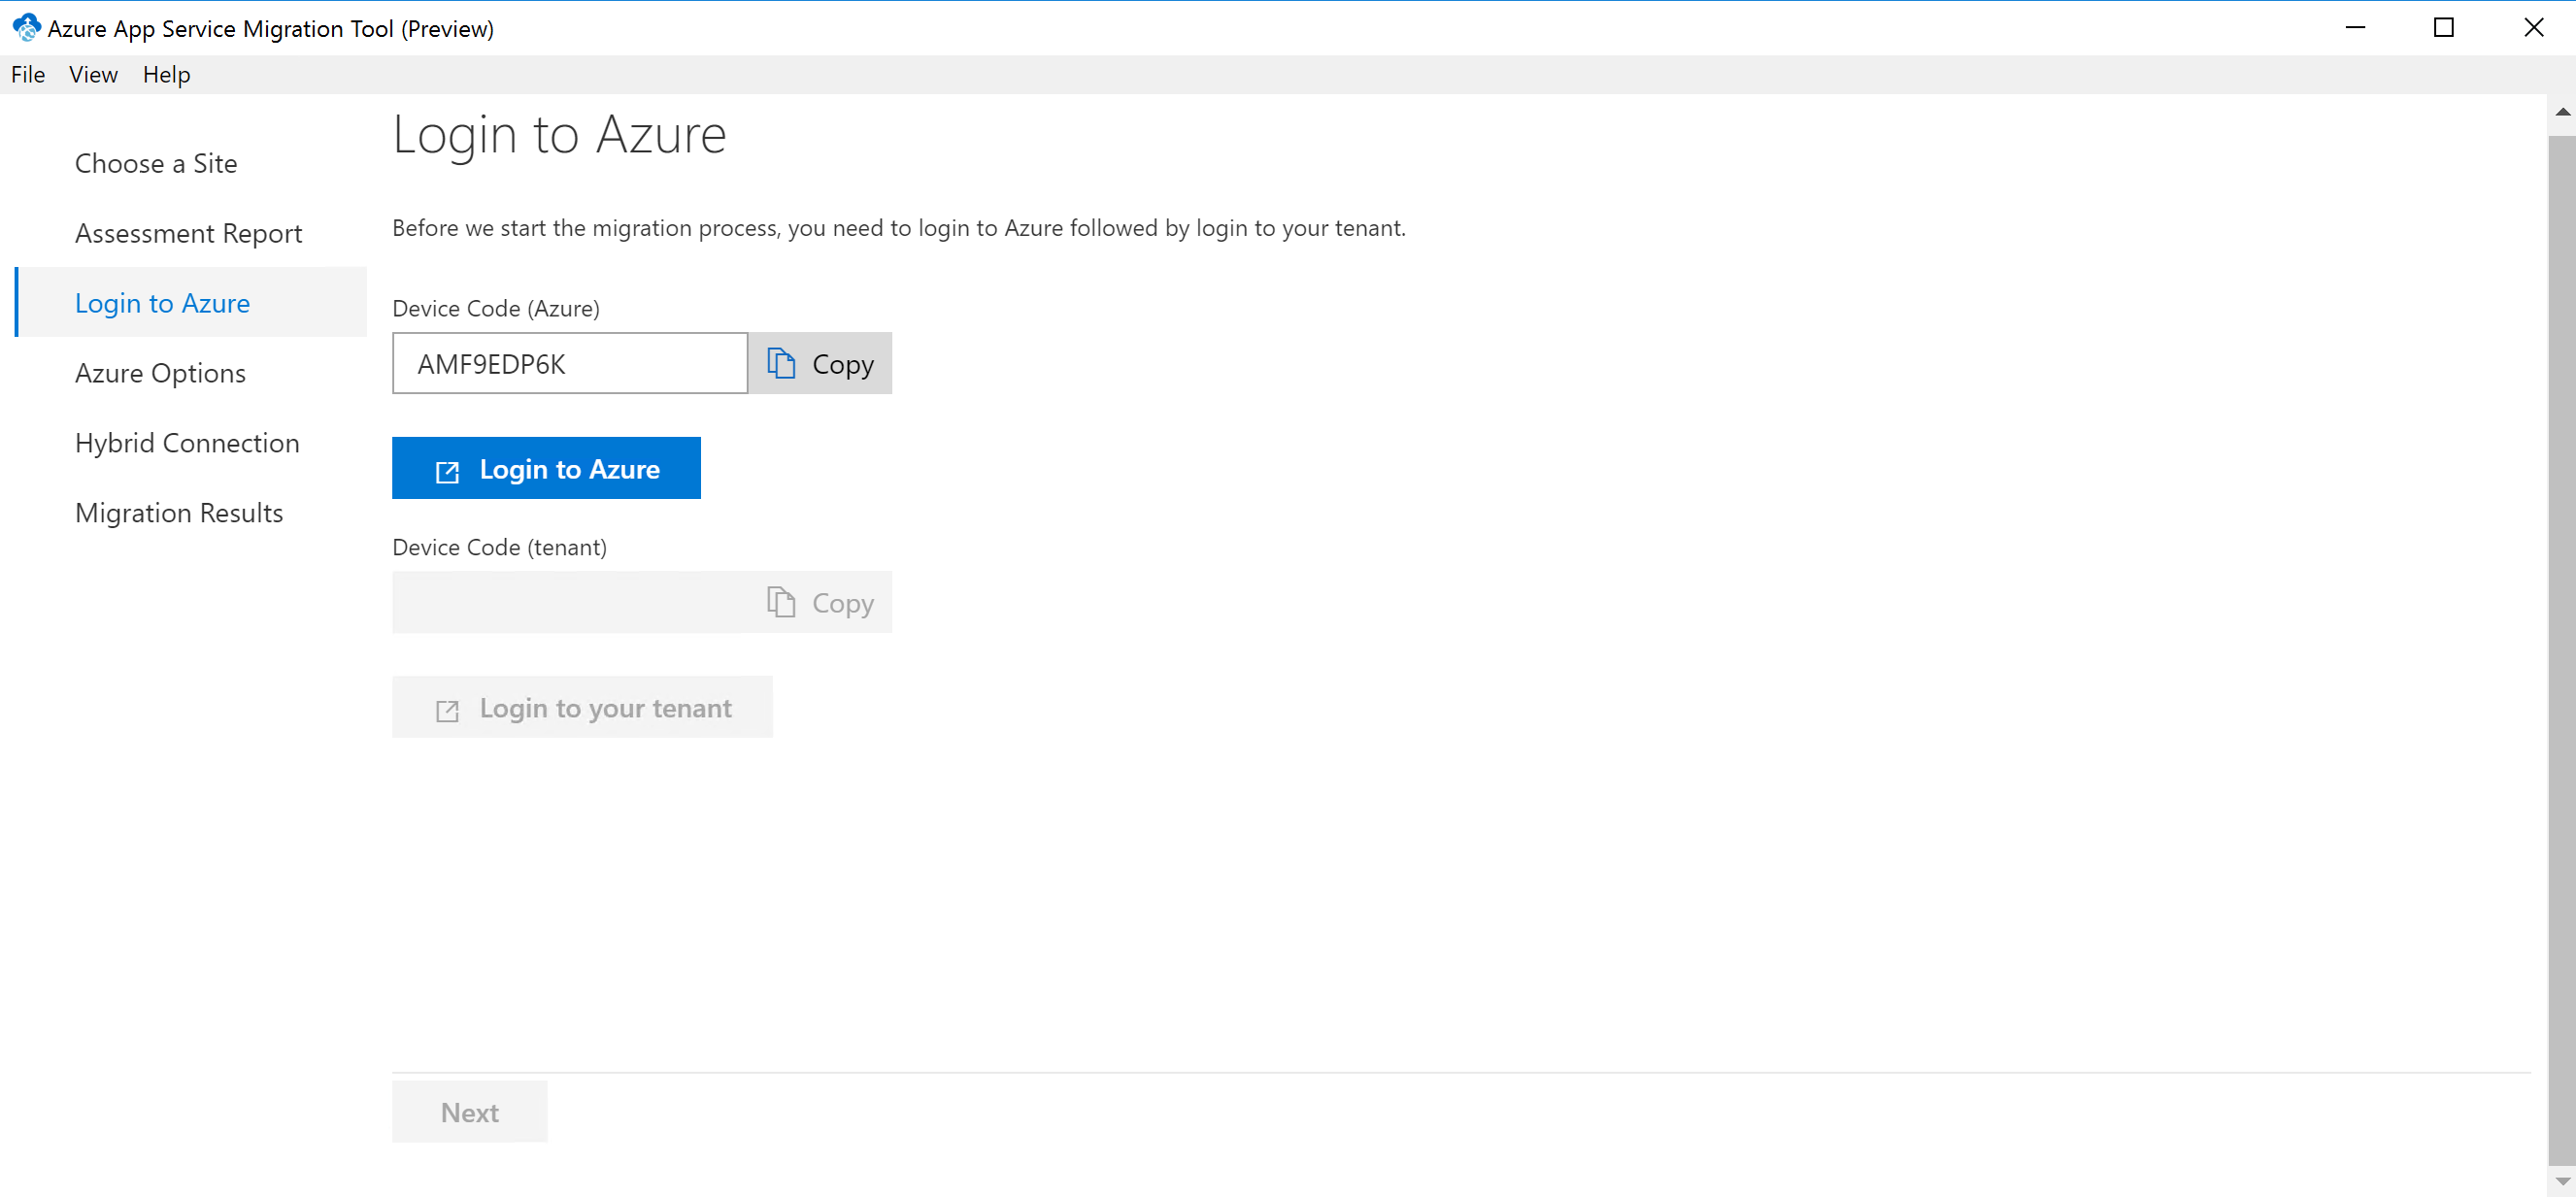 Azure App Service Migration Tool (Preview)
File View Help
Choose a Site
Assessment Report
Login to Azure
Azure Options
Hybrid Connection
Migration Results
Login to Azure
Before we start the migration process, you need to login to Azure followed by login to your tenant.
Device Code (Azure)
AMF9EDP6K Copy
Login to Azure
Device Code (tenant)
Copy
Login to your tenant
Next